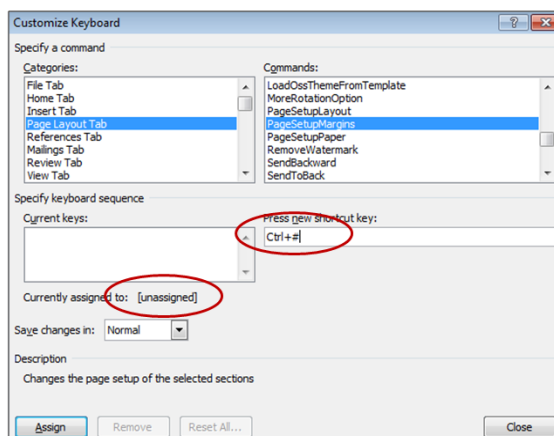 Customize Keyboard
Specify a command
Categories:
Commands:
File Tab
Home Tab
Insert Tab
Page Layout Tab
References Tab
Mailings Tab
Review Tab
View Tab
LoadOssThemeFromTemplate
MoreRotationOption
PageSetupLayout
PageSetupMargins
PageSetupPaper
RemoveWatermark
SendBackward
SendToBack
Specify keyboard sequence
Current keys:
Press new shortcut key:
Ctrl+#
Currently assigned to: [unassigned]
Save changes in: Normal
Description
Changes the page setup of the selected sections
Assign Remove Reset All... Close